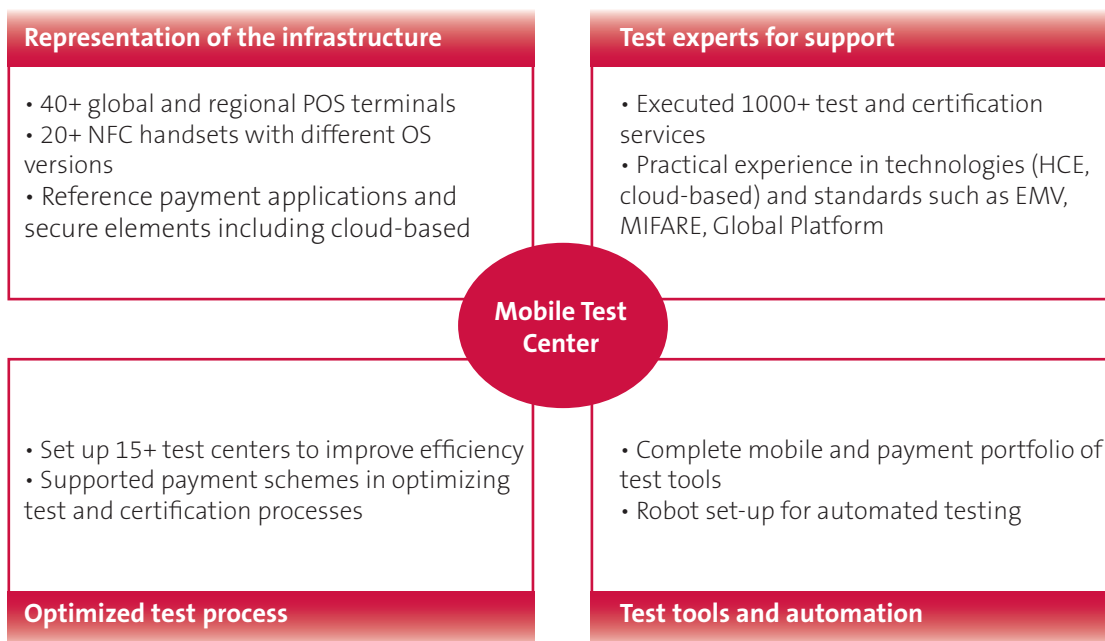 Representation of the infrastructure
• 40+ global and regional POS terminals
• 20+ NFC handsets with different OS
versions
• Reference payment applications and
secure elements including cloud-based
Test experts for support
• Executed 1000+ test and certification
services
• Practical experience in technologies (HCE,
cloud-based) and standards such as EMV,
MIFARE, Global Platform
Mobile Test
Center
• Set up 15+ test centers to improve efficiency
• Supported payment schemes in optimizing
test and certification processes
Optimized test process
• Complete mobile and payment portfolio of
test tools
• Robot set-up for automated testing
Test tools and automation